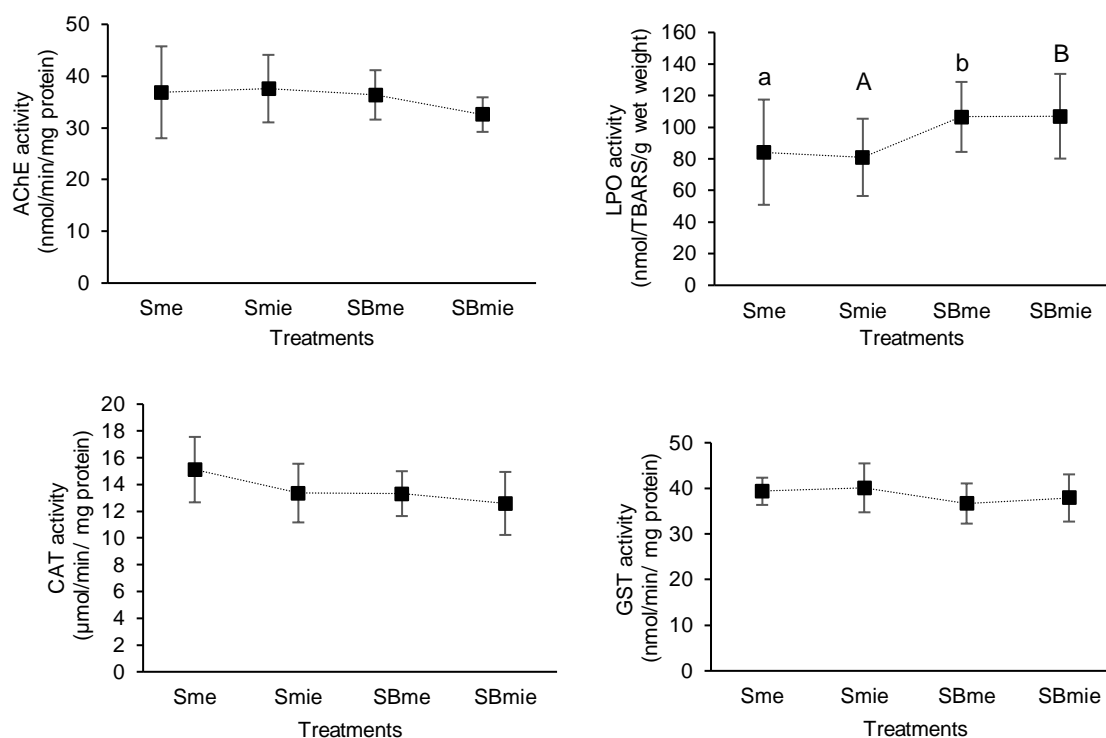 AChE activity
(nmol/min/mg protein)
50
40
30
20
10
0
Sme Smie SBme SBmie
Treatments
LPO activity
(nmol/TBARS/g wet weight)
160
140
120
100
80
60
40
20
0
a A b B
Sme Smie SBme SBmie
Treatments
CAT activity
(µmol/min/ mg protein)
20
18
16
14
12
10
8
6
4
2
0
Sme Smie SBme SBmie
Treatments
GST activity
(nmol/min/ mg protein)
50
40
30
20
10
0
Sme Smie SBme SBmie
Treatments